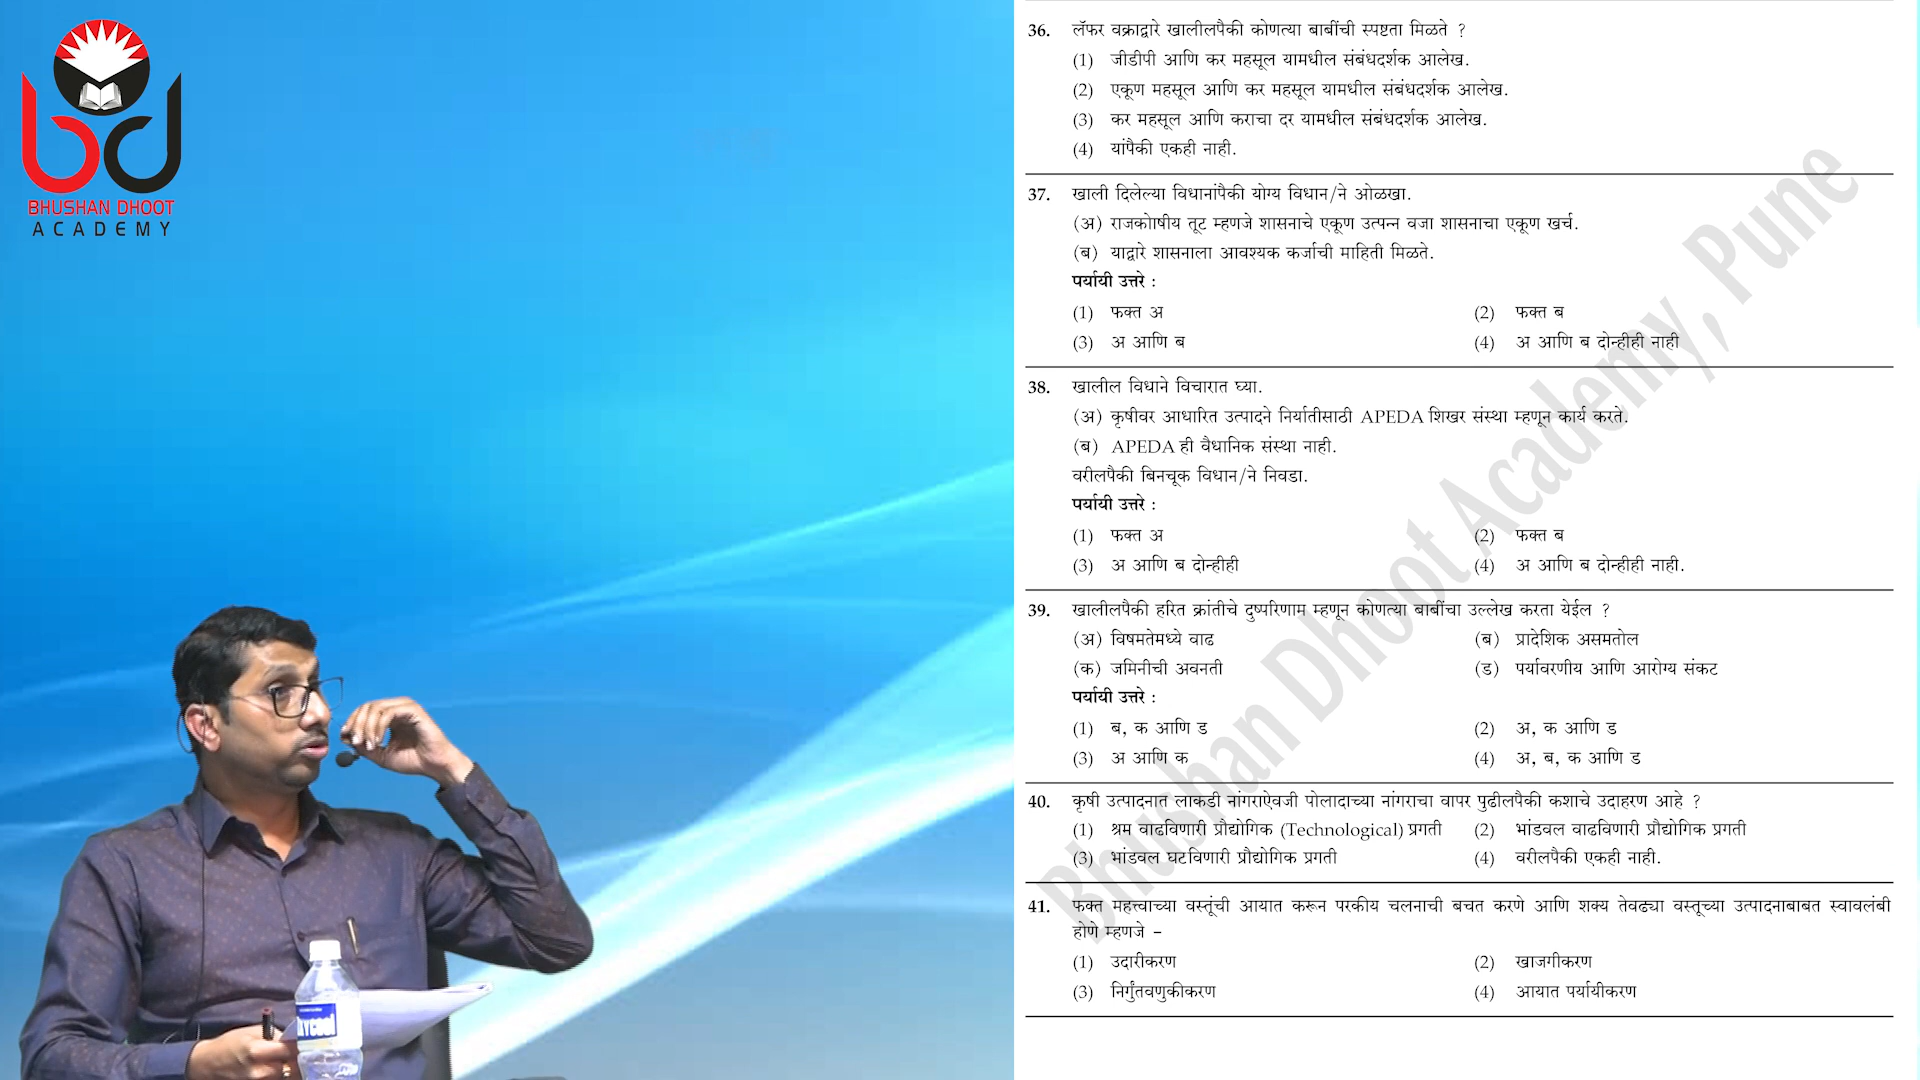 BHUSHAN DHOOT
ACADEMY
36. लॅफर वक्राद्वारे खालीलपैकी कोणत्या बाबींची स्पष्टता मिळते ?
(1) जीडीपी आणि कर महसूल यामधील संबंधदर्शक आलेख.
(2) एकूण महसूल आणि कर महसूल यामधील संबंधदर्शक आलेख.
(3) कर महसूल आणि कराचा दर यामधील संबंधदर्शक आलेख.
(4) यांपैकी एकही नाही.
37. खाली दिलेल्या विधानांपैकी योग्य विधान/ने ओळखा.
(अ) राजकोषीय तूट म्हणजे शासनाचे एकूण उत्पन्न वजा शासनाचा एकूण खर्च.
(ब) याद्वारे शासनाला आवश्यक कर्जाची माहिती मिळते.
पर्यायी उत्तरे :
(1) फक्त अ (2) फक्त ब
(3) अ आणि ब (4) अ आणि ब दोन्हीही नाही
38. खालील विधाने विचारात घ्या.
(अ) कृषीवर आधारित उत्पादने निर्यातीसाठी APEDA शिखर संस्था म्हणून कार्य करते.
(ब) APEDA ही वैधानिक संस्था नाही.
वरीलपैकी बिनचूक विधान/ने निवडा.
पर्यायी उत्तरे :
(1) फक्त अ (2) फक्त ब
(3) अ आणि ब दोन्हीही (4) अ आणि ब दोन्हीही नाही.
39. खालीलपैकी हरित क्रांतीचे दुष्परिणाम म्हणून कोणत्या बाबींचा उल्लेख करता येईल ?
(अ) विषमतेमध्ये वाढ (ब) प्रादेशिक असमतोल
(क) जमिनीची अवनती (ड) पर्यावरणीय आणि आरोग्य संकट
पर्यायी उत्तरे :
(1) ब, क आणि ड (2) अ, क आणि ड
(3) अ आणि क (4) अ, ब, क आणि ड
40. कृषी उत्पादनात लाकडी नांगराऐवजी पोलादाच्या नांगराचा वापर पुढीलपैकी कशाचे उदाहरण आहे ?
(1) श्रम वाढविणारी प्रौद्योगिक (Technological) प्रगती (2) भांडवल वाढविणारी प्रौद्योगिक प्रगती
(3) भांडवल घटविणारी प्रौद्योगिक प्रगती (4) वरीलपैकी एकही नाही.
41. फक्त महत्त्वाच्या वस्तूंची आयात करून परकीय चलनाची बचत करणे आणि शक्य तेवढ्या वस्तूच्या उत्पादनाबाबत स्वावलंबी
होणे म्हणजे –
(1) उदारीकरण (2) खाजगीकरण
(3) निर्गुंतवणुकीकरण (4) आयात पर्यायीकरण
Bhushan Dhoot Academy, Pune